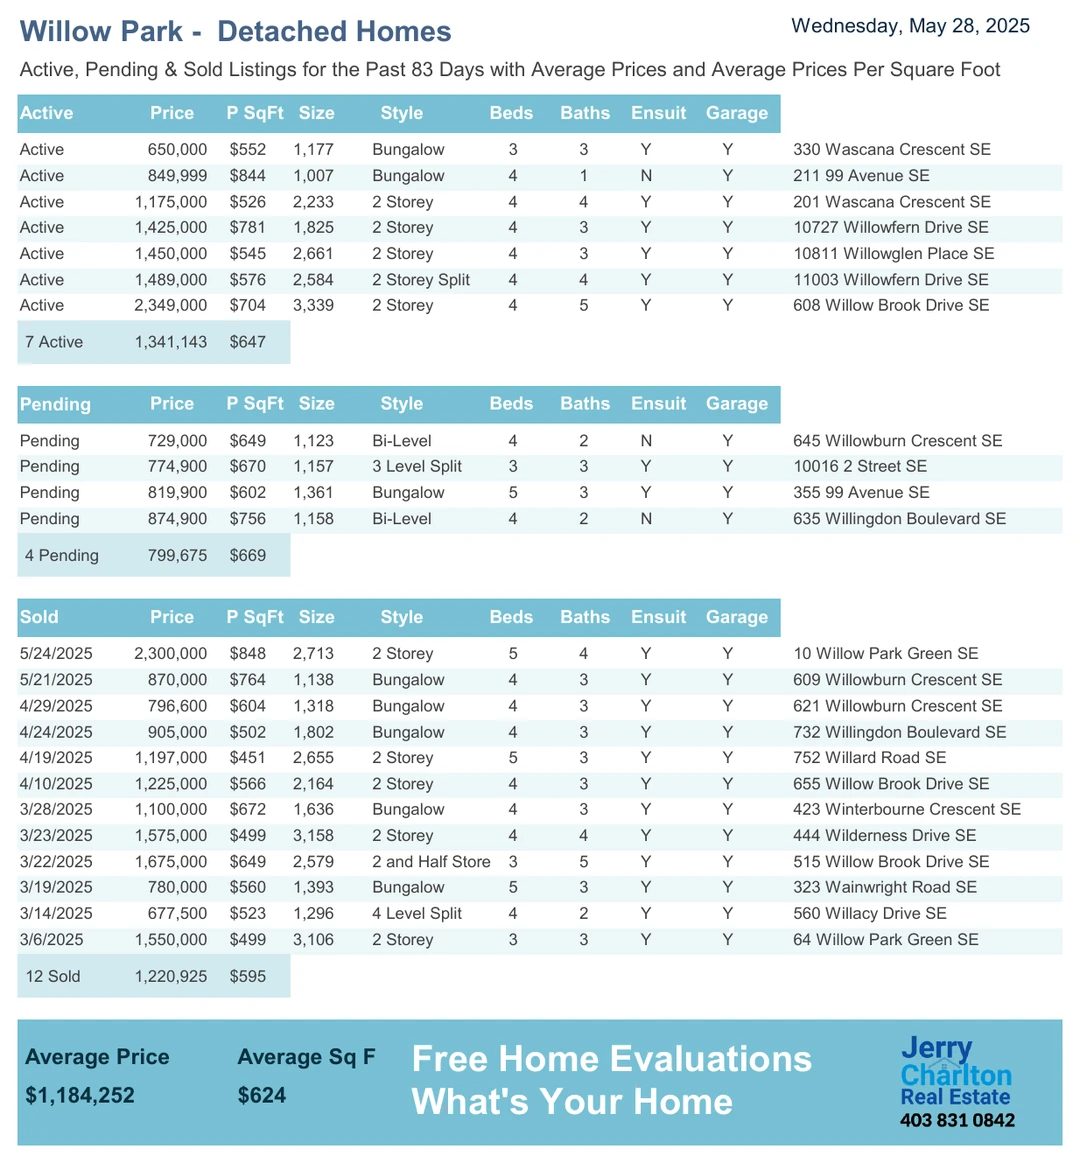 Willow Park -  Detached Homes
Wednesday, May 28, 2025
Active, Pending & Sold Listings for the Past 83 Days with Average Prices and Average Prices Per Square Foot
Active Price P SqFt Size Style Beds Baths Ensuit Garage
Active 650,000 $552 1,177 Bungalow 3 3 Y Y 330 Wascana Crescent SE
Active 849,999 $844 1,007 Bungalow 4 1 N Y 211 99 Avenue SE
Active 1,175,000 $526 2,233 2 Storey 4 4 Y Y 201 Wascana Crescent SE
Active 1,425,000 $781 1,825 2 Storey 4 3 Y Y 10727 Willowfern Drive SE
Active 1,450,000 $545 2,661 2 Storey 4 3 Y Y 10811 Willowglen Place SE
Active 1,489,000 $576 2,584 2 Storey Split 4 4 Y Y 11003 Willowfern Drive SE
Active 2,349,000 $704 3,339 2 Storey 4 5 Y Y 608 Willow Brook Drive SE
7 Active 1,341,143 $647
Pending Price P SqFt Size Style Beds Baths Ensuit Garage
Pending 729,000 $649 1,123 Bi-Level 4 2 N Y 645 Willowburn Crescent SE
Pending 774,900 $670 1,157 3 Level Split 3 3 Y Y 10016 2 Street SE
Pending 819,900 $602 1,361 Bungalow 5 3 Y Y 355 99 Avenue SE
Pending 874,900 $756 1,158 Bi-Level 4 2 N Y 635 Willingdon Boulevard SE
4 Pending 799,675 $669
Sold Price P SqFt Size Style Beds Baths Ensuit Garage
5/24/2025 2,300,000 $848 2,713 2 Storey 5 4 Y Y 10 Willow Park Green SE
5/21/2025 870,000 $764 1,138 Bungalow 4 3 Y Y 609 Willowburn Crescent SE
4/29/2025 796,600 $604 1,318 Bungalow 4 3 Y Y 621 Willowburn Crescent SE
4/24/2025 905,000 $502 1,802 Bungalow 4 3 Y Y 732 Willingdon Boulevard SE
4/19/2025 1,197,000 $451 2,655 2 Storey 5 3 Y Y 752 Willard Road SE
4/10/2025 1,225,000 $566 2,164 2 Storey 4 3 Y Y 655 Willow Brook Drive SE
3/28/2025 1,100,000 $672 1,636 Bungalow 4 3 Y Y 423 Winterbourne Crescent SE
3/23/2025 1,575,000 $499 3,158 2 Storey 4 4 Y Y 444 Wilderness Drive SE
3/22/2025 1,675,000 $649 2,579 2 and Half Store 3 5 Y Y 515 Willow Brook Drive SE
3/19/2025 780,000 $560 1,393 Bungalow 5 3 Y Y 323 Wainwright Road SE
3/14/2025 677,500 $523 1,296 4 Level Split 4 2 Y Y 560 Willacy Drive SE
3/6/2025 1,550,000 $499 3,106 2 Storey 3 3 Y Y 64 Willow Park Green SE
12 Sold 1,220,925 $595
Average Price Average Sq F
$1,184,252 $624
Free Home Evaluations
What's Your Home
Jerry
Charlton
Real Estate
403 831 0842